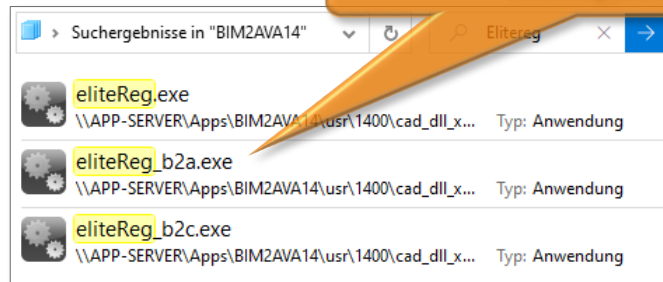 Suchergebnisse in "BIM2AVA14"
Elitereg
eliteReg.exe
\\APP-SERVER\Apps\BIM2AVA14\usr\1400\cad_dll_x... Typ: Anwendung
eliteReg_b2a.exe
\\APP-SERVER\Apps\BIM2AVA14\usr\1400\cad_dll_x... Typ: Anwendung
eliteReg_b2c.exe
\\APP-SERVER\Apps\BIM2AVA14\usr\1400\cad_dll_x... Typ: Anwendung